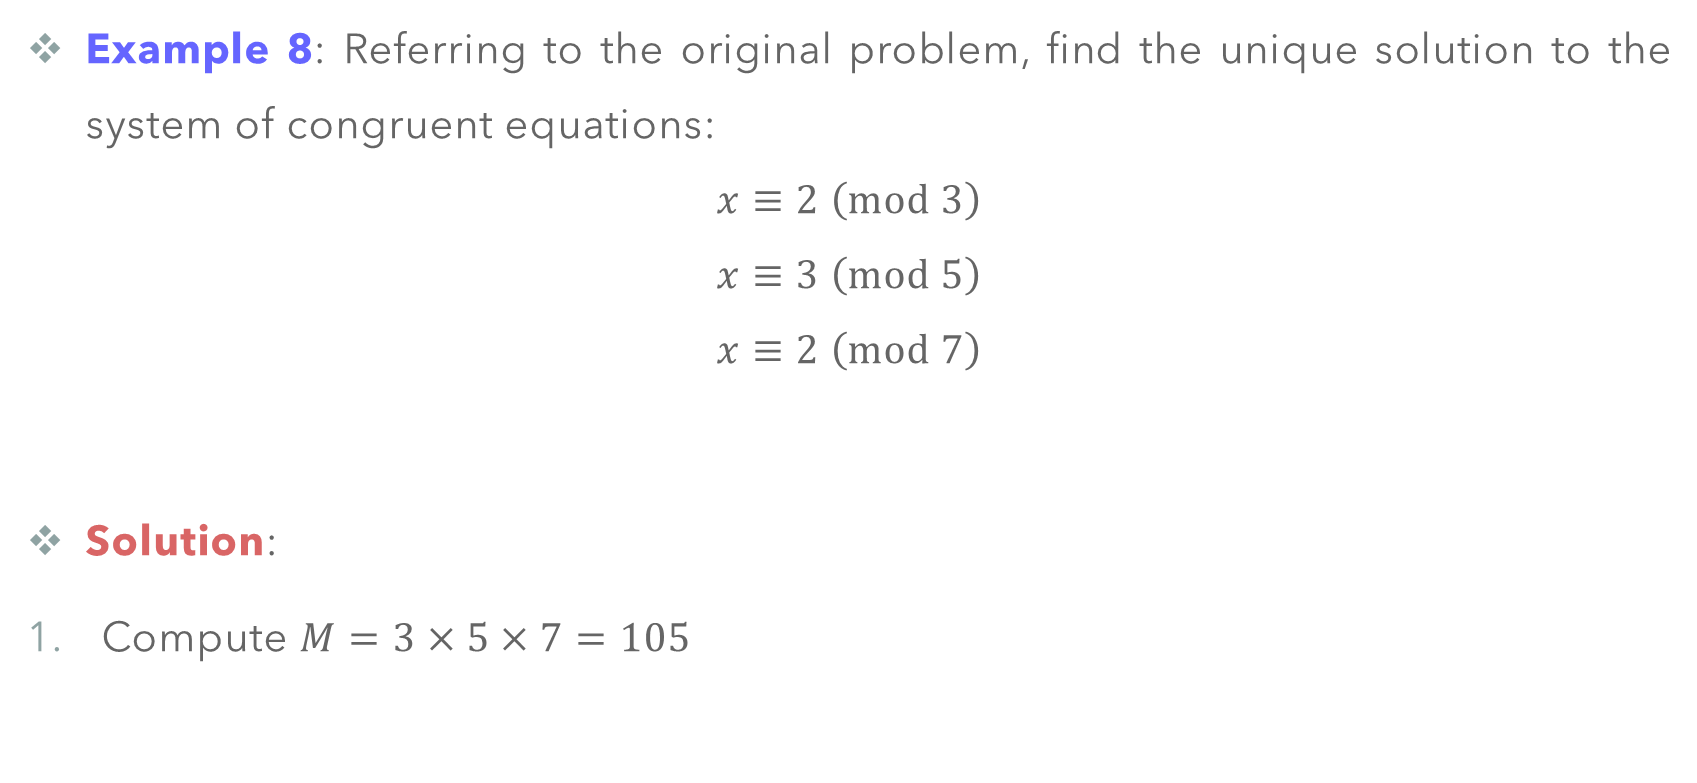 ❖ Example 8: Referring to the original problem, find the unique solution to the
system of congruent equations:
x ≡ 2 (mod 3)
x ≡ 3 (mod 5)
x ≡ 2 (mod 7)
❖ Solution:
1. Compute M = 3 × 5 × 7 = 105